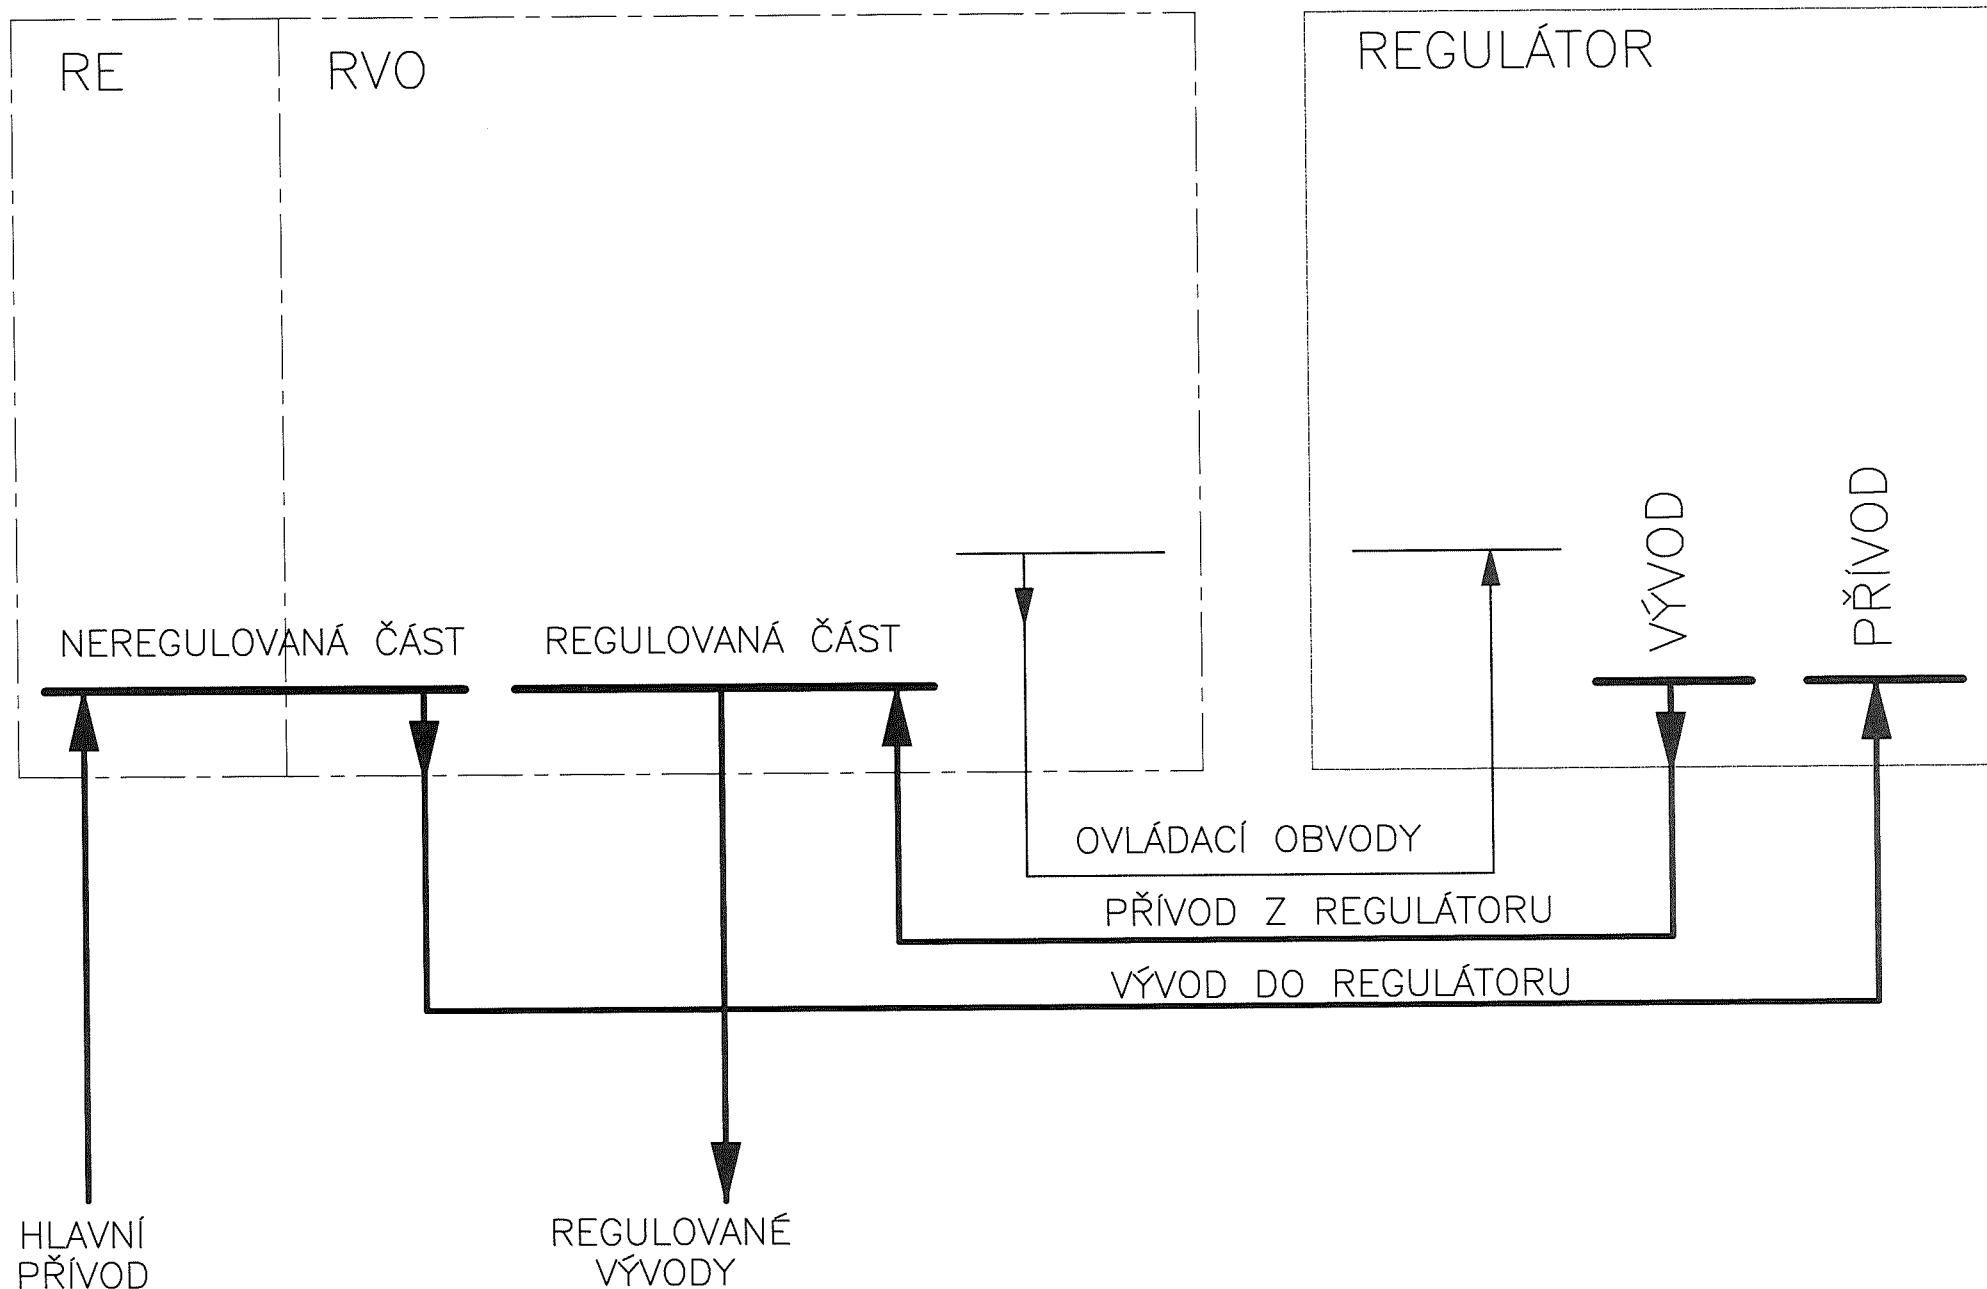 RE
RVO
REGULÁTOR
VÝVOD
PŘÍVOD
NEREGULOVANÁ ČÁST
REGULOVANÁ ČÁST
OVLÁDACÍ OBVODY
PŘÍVOD Z REGULÁTORU
VÝVOD DO REGULÁTORU
HLAVNÍ
PŘÍVOD
REGULOVANÉ
VÝVODY